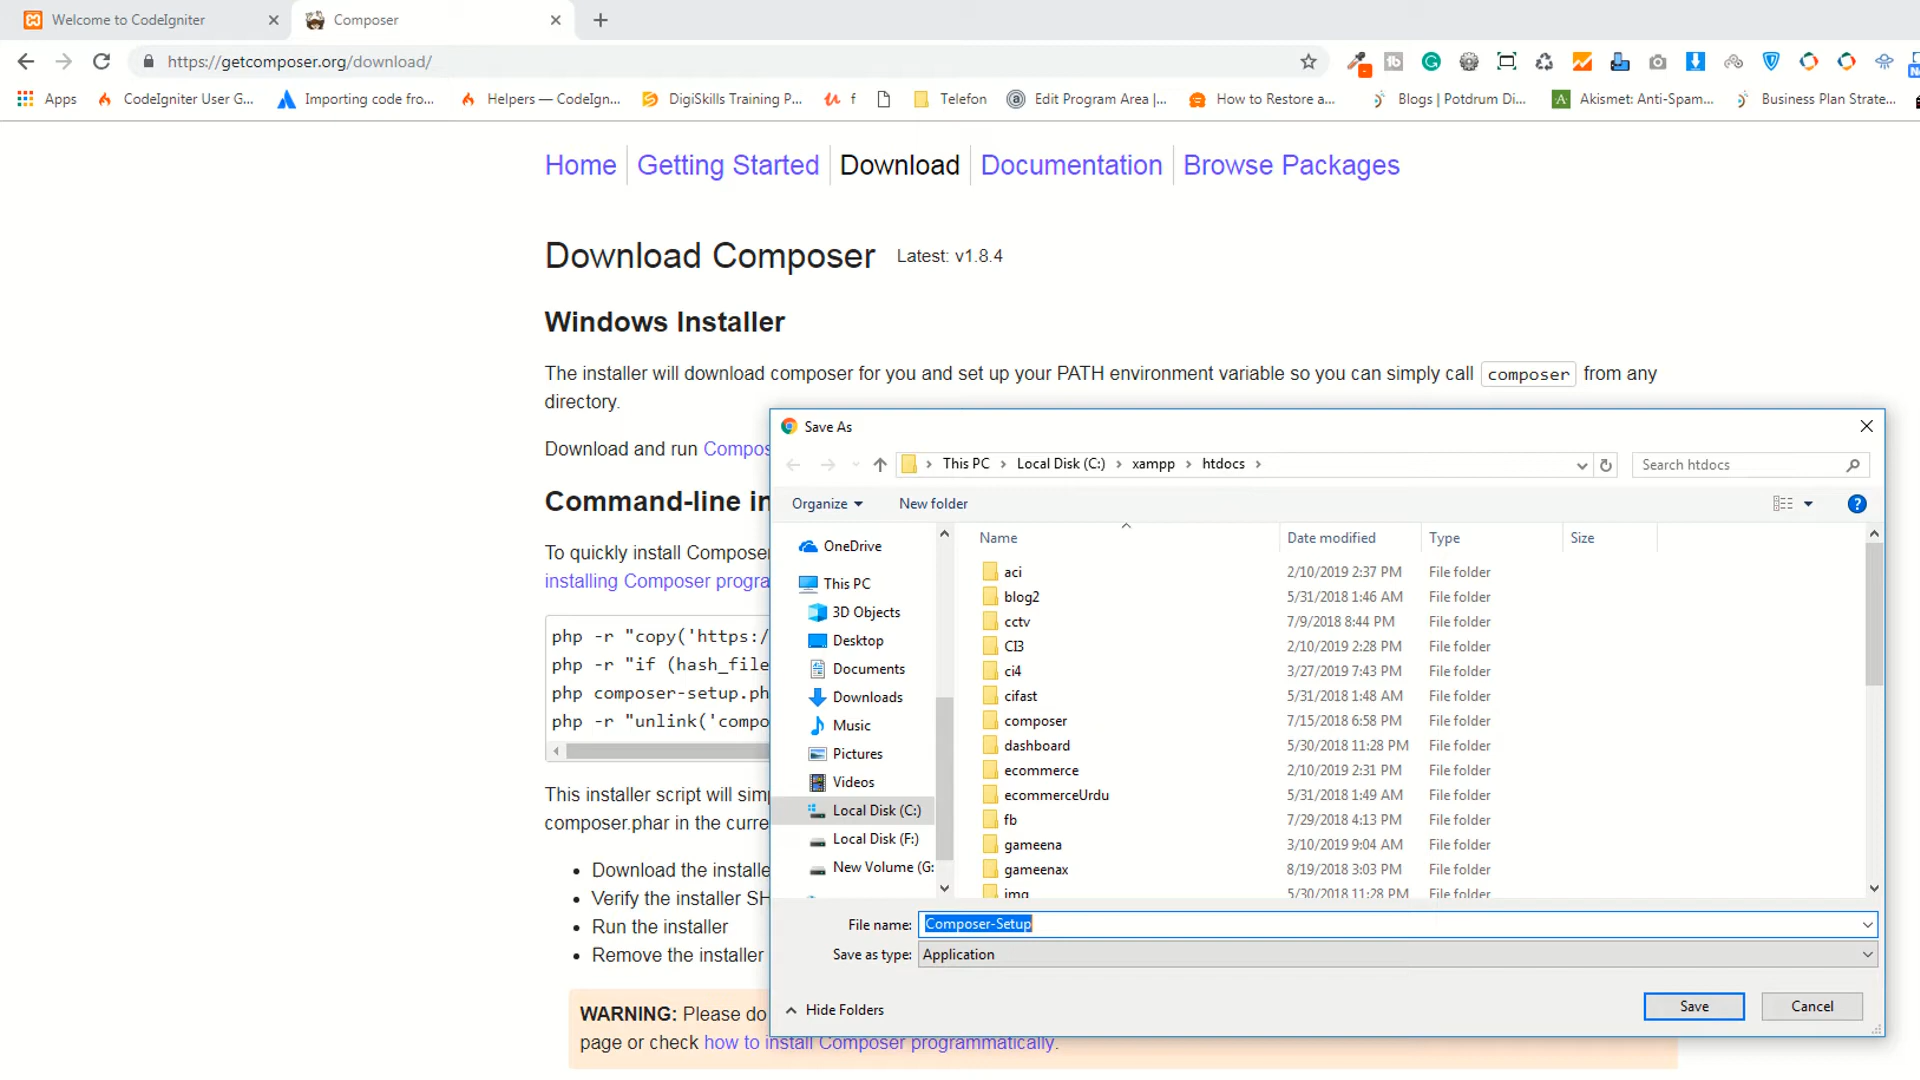 Welcome to CodeIgniter
Composer
https://getcomposer.org/download/
Apps
CodeIgniter User G...
Importing code fro...
Helpers — CodeIgn...
DigiSkills Training P...
f
Telefon
Edit Program Area |...
How to Restore a...
Blogs | Potdrum Di...
Akismet: Anti-Spam...
Business Plan Strate...
Home
Getting Started
Download
Documentation
Browse Packages
Download Composer Latest: v1.8.4
Windows Installer
The installer will download composer for you and set up your PATH environment variable so you can simply call composer from any
directory.
Download and run Compos
Command-line in
To quickly install Composer
installing Composer progra
php -r "copy('https:/
php -r "if (hash_file
php composer-setup.ph
php -r "unlink('compo
This installer script will sim
composer.phar in the curre
Download the installe
Verify the installer SH
Run the installer
Remove the installer
WARNING: Please do
page or check how to install Composer programmatically.
Save As
This PC > Local Disk (C:) > xampp > htdocs >
Search htdocs
Organize
New folder
OneDrive
This PC
3D Objects
Desktop
Documents
Downloads
Music
Pictures
Videos
Local Disk (C:)
Local Disk (F:)
New Volume (G:
Name Date modified Type Size
aci 2/10/2019 2:37 PM File folder
blog2 5/31/2018 1:46 AM File folder
cctv 7/9/2018 8:44 PM File folder
CI3 2/10/2019 2:28 PM File folder
ci4 3/27/2019 7:43 PM File folder
cifast 5/31/2018 1:48 AM File folder
composer 7/15/2018 6:58 PM File folder
dashboard 5/30/2018 11:28 PM File folder
ecommerce 2/10/2019 2:31 PM File folder
ecommerceUrdu 5/31/2018 1:49 AM File folder
fb 7/29/2018 4:13 PM File folder
gameena 3/10/2019 9:04 AM File folder
gameenax 8/19/2018 3:03 PM File folder
img 5/30/2018 11:28 PM File folder
File name: Composer-Setup
Save as type: Application
Hide Folders
Save
Cancel